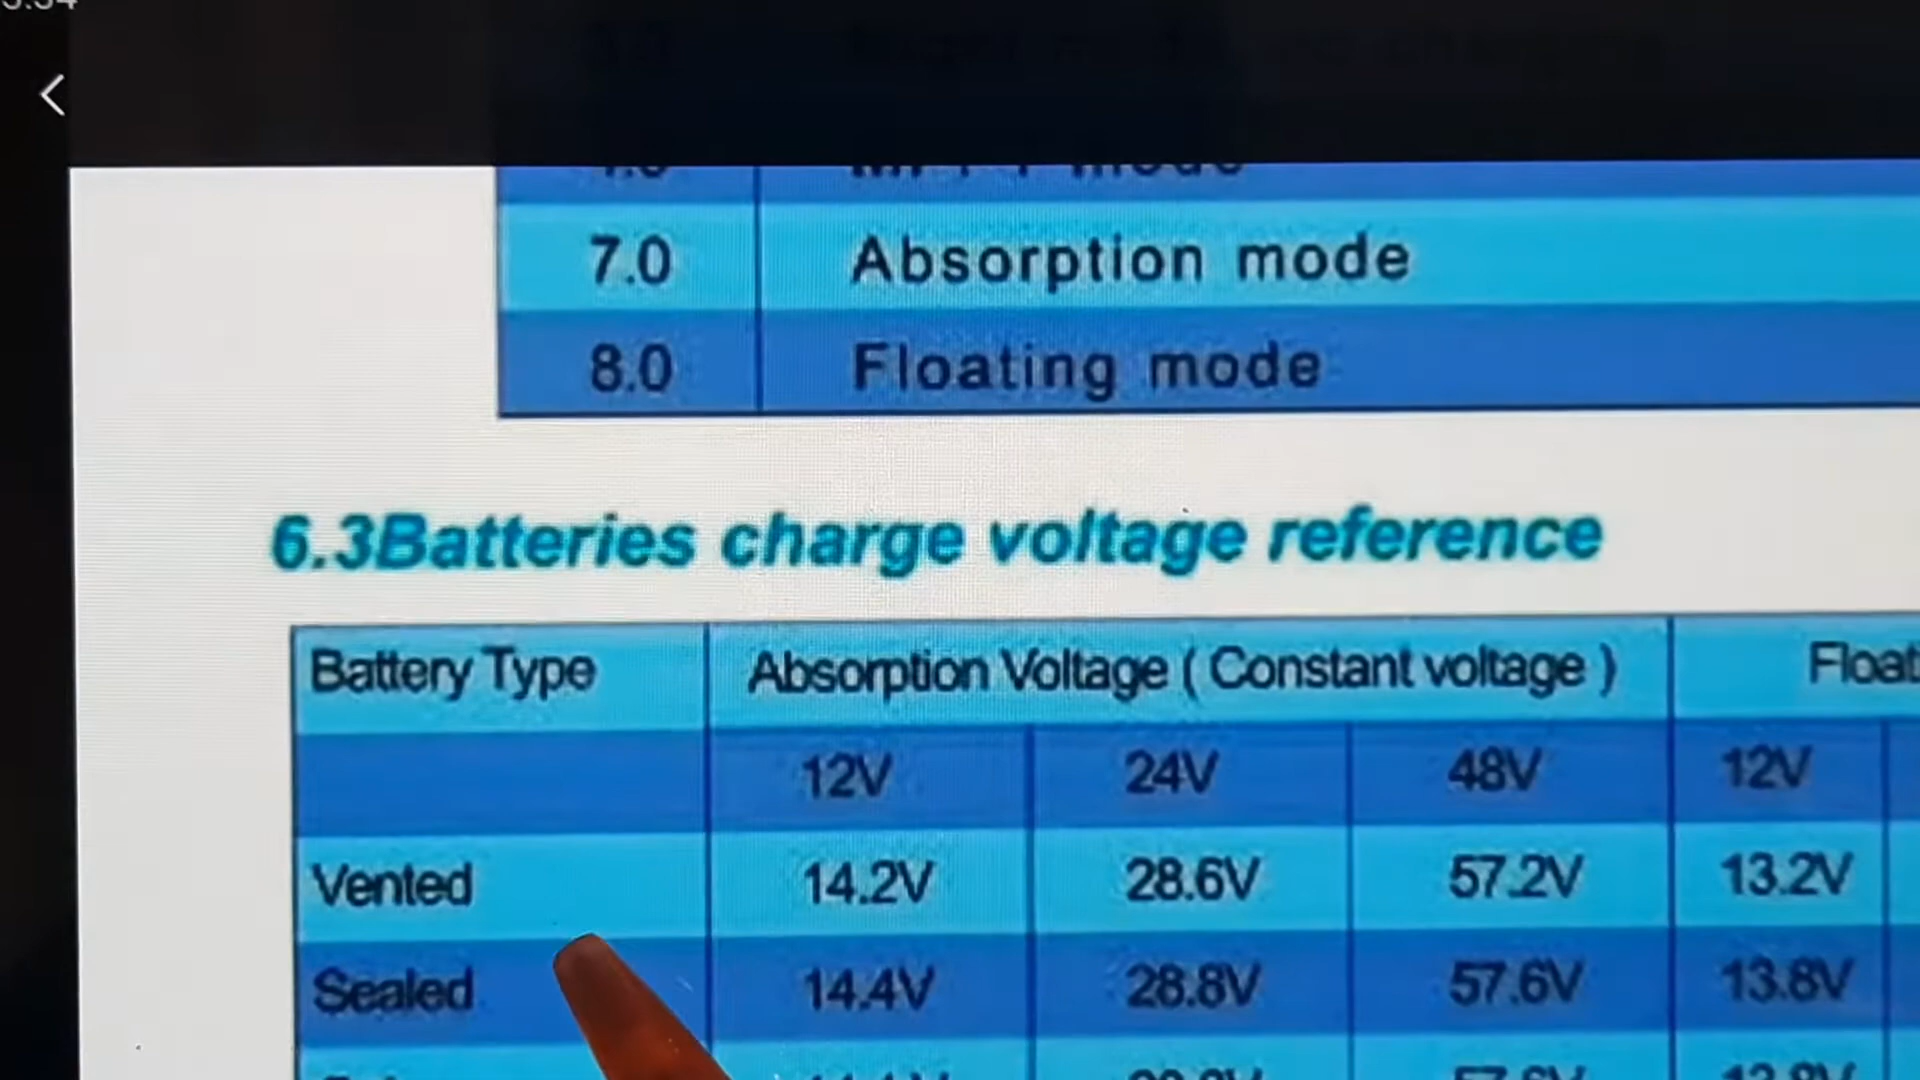 7.0 Absorption mode
8.0 Floating mode
6.3Batteries charge voltage reference
Battery Type Absorption Voltage ( Constant voltage ) Float
12V 24V 48V 12V
Vented 14.2V 28.6V 57.2V 13.2V
Sealed 14.4V 28.8V 57.6V 13.8V